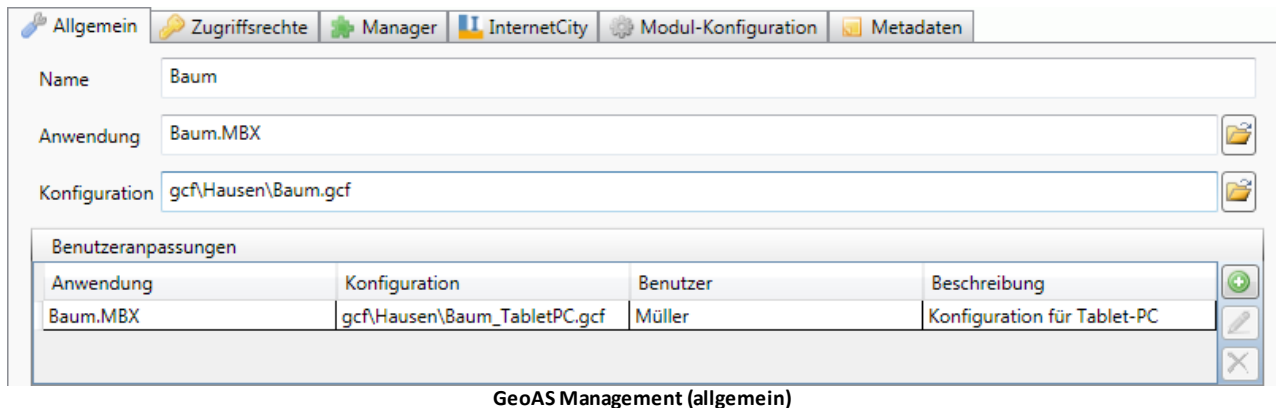 Allgemein Zugriffsrechte Manager InternetCity Modul-Konfiguration Metadaten
Name Baum
Anwendung Baum.MBX
Konfiguration gcf\Hausen\Baum.gcf
Benutzeranpassungen
Anwendung Konfiguration Benutzer Beschreibung
Baum.MBX gcf\Hausen\Baum_TabletPC.gcf Müller Konfiguration für Tablet-PC
GeoAS Management (allgemein)